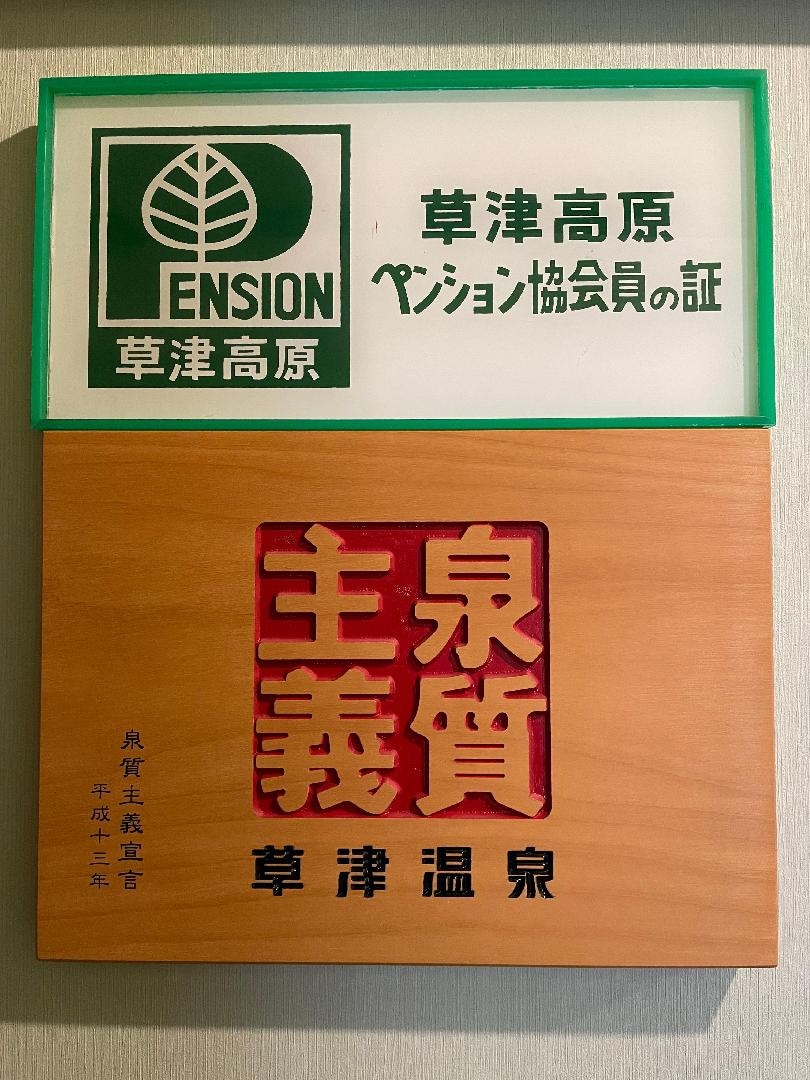 PENSION
草津高原
草津高原
ペンション協会員の証
泉質
主義
泉質主義宣言
平成十三年
草津温泉